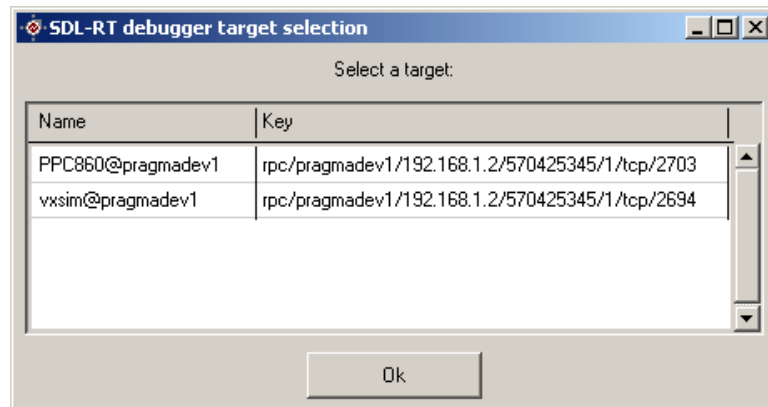 SDL-RT debugger target selection
Select a target:
Name Key
PPC860@pragmadev1 rpc/pragmadev1/192.168.1.2/570425345/1/tcp/2703
vxsim@pragmadev1 rpc/pragmadev1/192.168.1.2/570425345/1/tcp/2694
Ok